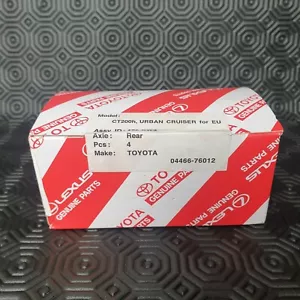 Model:
CT200h, URBAN CRUISER for EU
Axle: Rear
Pcs: 4
Make: TOYOTA
04466-76012
TOYOTA
GENUINE PARTS
LEXUS
GENUINE PARTS